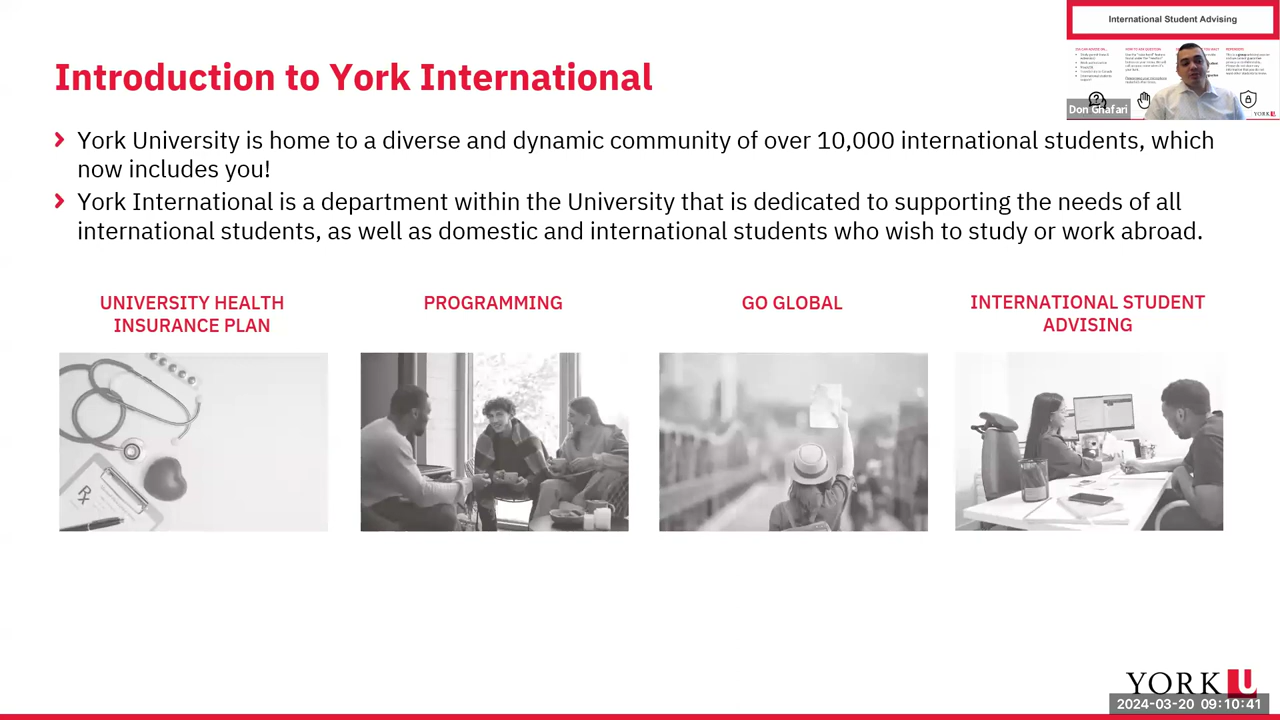 International Student Advising
Introduction to York International
York University is home to a diverse and dynamic community of over 10,000 international students, which
now includes you!
York International is a department within the University that is dedicated to supporting the needs of all
international students, as well as domestic and international students who wish to study or work abroad.
UNIVERSITY HEALTH
INSURANCE PLAN
PROGRAMMING
GO GLOBAL
INTERNATIONAL STUDENT
ADVISING
Don Ghafari
YORK U
YORK U
2024-03-20 09:10:41